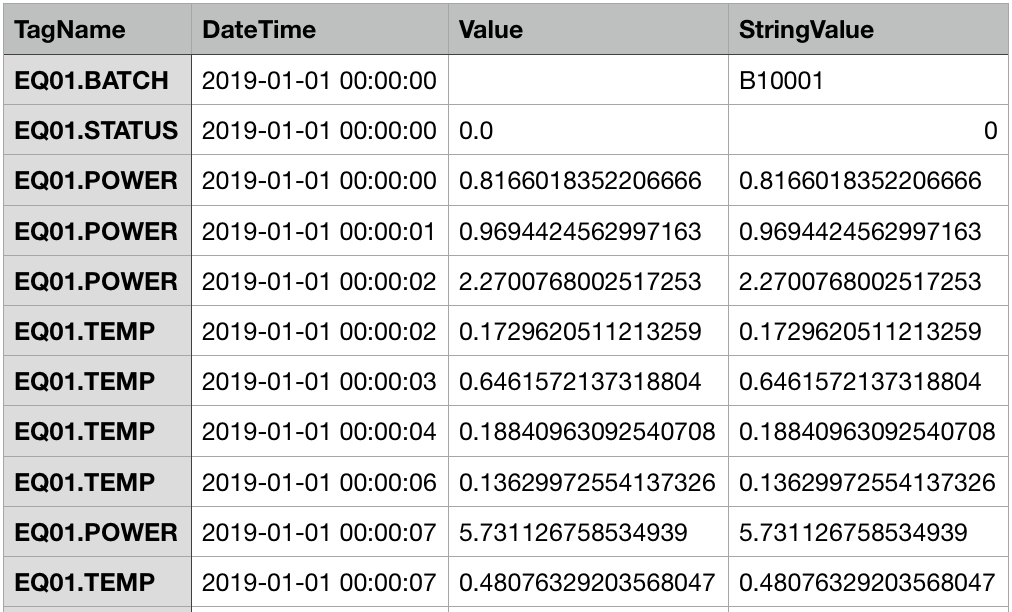 TagName DateTime Value StringValue
EQ01.BATCH 2019-01-01 00:00:00 B10001
EQ01.STATUS 2019-01-01 00:00:00 0.0 0
EQ01.POWER 2019-01-01 00:00:00 0.8166018352206666 0.8166018352206666
EQ01.POWER 2019-01-01 00:00:01 0.9694424562997163 0.9694424562997163
EQ01.POWER 2019-01-01 00:00:02 2.2700768002517253 2.2700768002517253
EQ01.TEMP 2019-01-01 00:00:02 0.1729620511213259 0.1729620511213259
EQ01.TEMP 2019-01-01 00:00:03 0.6461572137318804 0.6461572137318804
EQ01.TEMP 2019-01-01 00:00:04 0.18840963092540708 0.18840963092540708
EQ01.TEMP 2019-01-01 00:00:06 0.13629972554137326 0.13629972554137326
EQ01.POWER 2019-01-01 00:00:07 5.731126758534939 5.731126758534939
EQ01.TEMP 2019-01-01 00:00:07 0.48076329203568047 0.48076329203568047